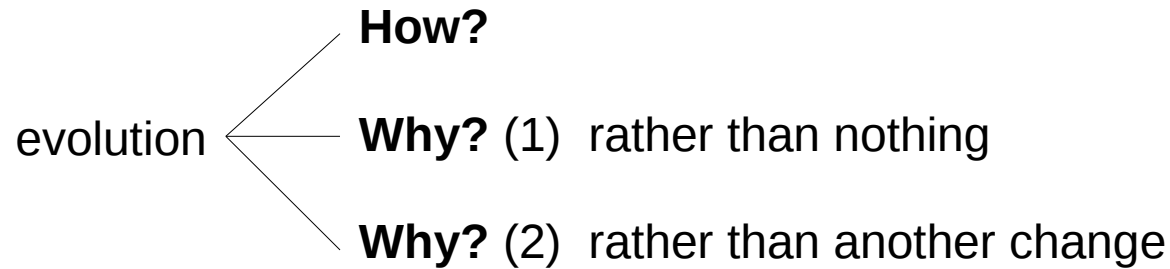 How?
evolution
Why? (1) rather than nothing
Why? (2) rather than another change